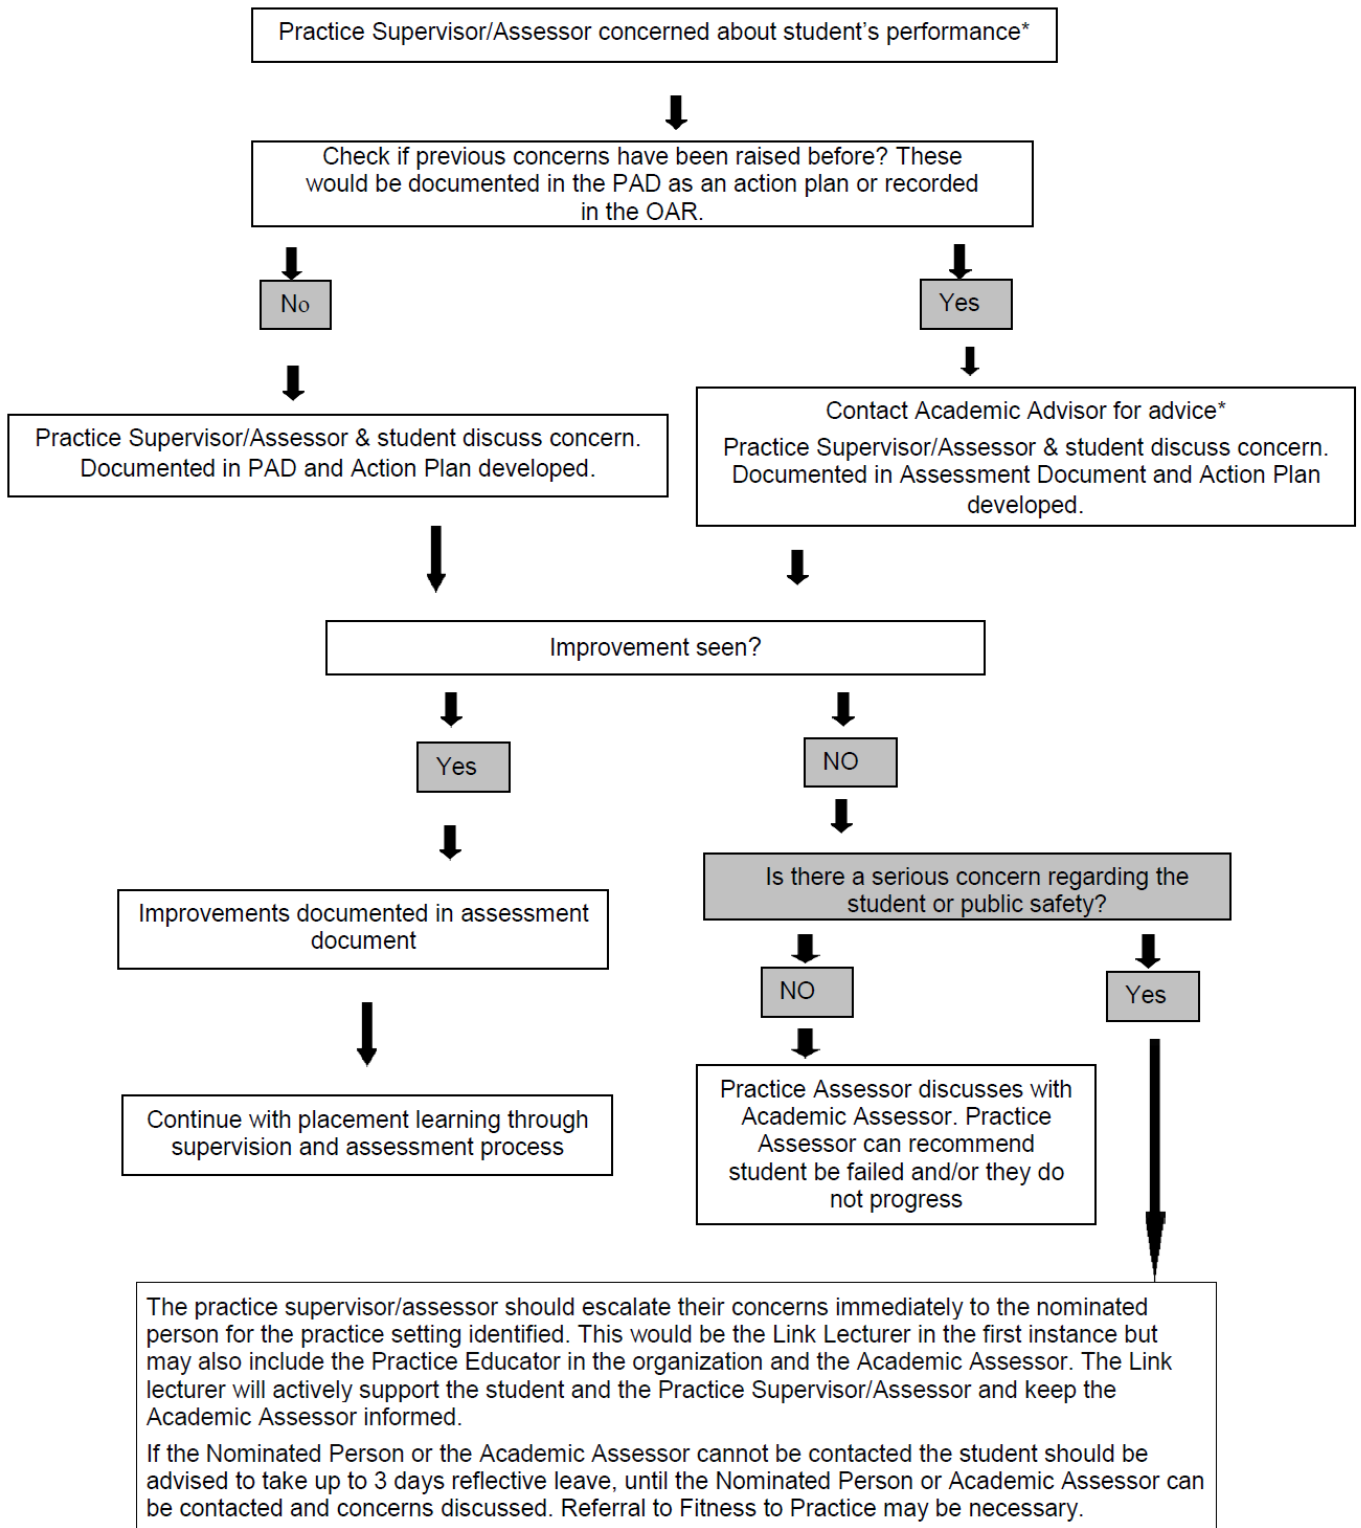 Practice Supervisor/Assessor concerned about student’s performance*
Check if previous concerns have been raised before? These
would be documented in the PAD as an action plan or recorded
in the OAR.
No
Yes
Practice Supervisor/Assessor & student discuss concern.
Documented in PAD and Action Plan developed.
Contact Academic Advisor for advice*
Practice Supervisor/Assessor & student discuss concern.
Documented in Assessment Document and Action Plan
developed.
Improvement seen?
Yes
NO
Improvements documented in assessment
document
Is there a serious concern regarding the
student or public safety?
NO
Yes
Continue with placement learning through
supervision and assessment process
Practice Assessor discusses with
Academic Assessor. Practice
Assessor can recommend
student be failed and/or they do
not progress
The practice supervisor/assessor should escalate their concerns immediately to the nominated
person for the practice setting identified. This would be the Link Lecturer in the first instance but
may also include the Practice Educator in the organization and the Academic Assessor. The Link
lecturer will actively support the student and the Practice Supervisor/Assessor and keep the
Academic Assessor informed.
If the Nominated Person or the Academic Assessor cannot be contacted the student should be
advised to take up to 3 days reflective leave, until the Nominated Person or Academic Assessor can
be contacted and concerns discussed. Referral to Fitness to Practice may be necessary.